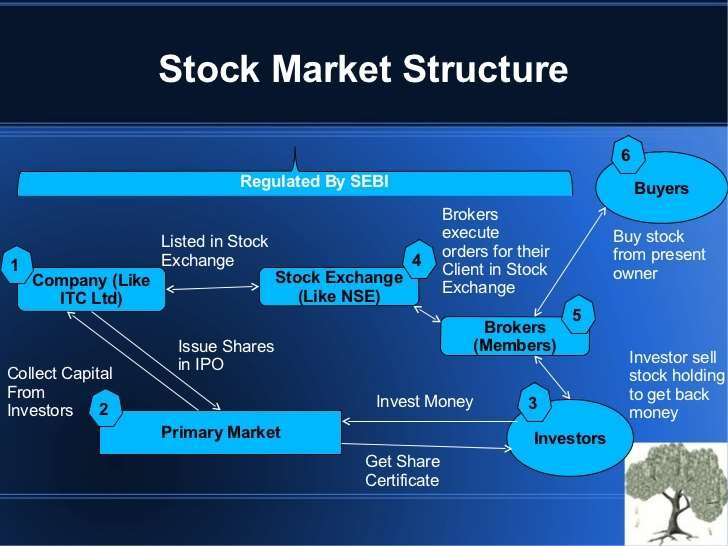 Stock Market Structure
Regulated By SEBI
6
Buyers
Buy stock
from present
owner
Brokers
execute
orders for their
Client in Stock
Exchange
Listed in Stock
Exchange
1
Company (Like
ITC Ltd)
4
Stock Exchange
(Like NSE)
5
Brokers
(Members)
Issue Shares
in IPO
Collect Capital
From
Investors
2
Primary Market
Invest Money
3
Investors
Investor sell
stock holding
to get back
money
Get Share
Certificate